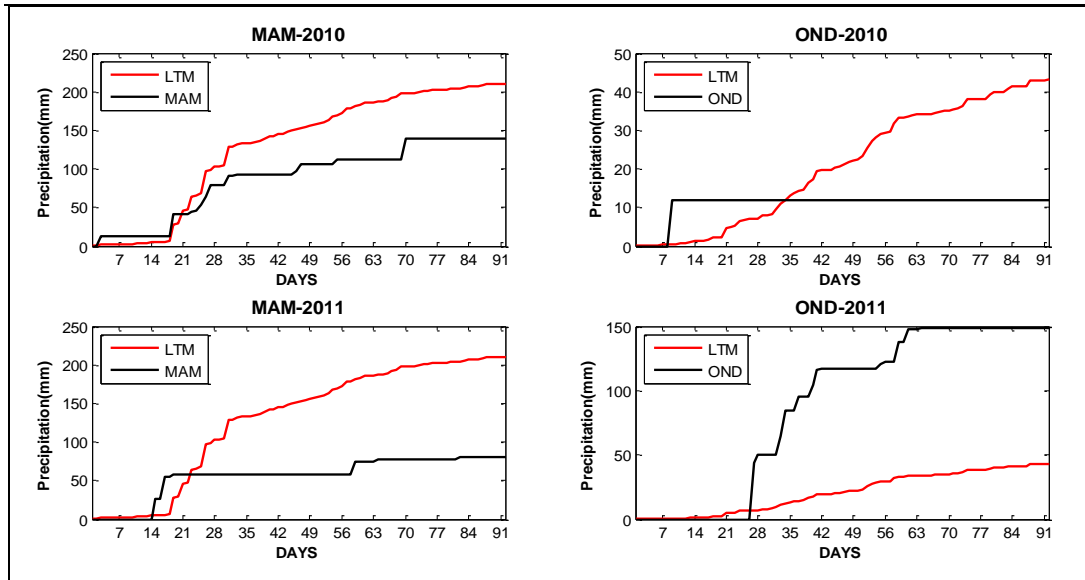 MAM-2010
Precipitation(mm)
250
200
150
100
50
0
LTM
MAM
7 14 21 28 35 42 49 56 63 70 77 84 91
DAYS
OND-2010
Precipitation(mm)
50
40
30
20
10
0
LTM
OND
7 14 21 28 35 42 49 56 63 70 77 84 91
DAYS
MAM-2011
Precipitation(mm)
250
200
150
100
50
0
LTM
MAM
7 14 21 28 35 42 49 56 63 70 77 84 91
DAYS
OND-2011
Precipitation(mm)
150
100
50
0
LTM
OND
7 14 21 28 35 42 49 56 63 70 77 84 91
DAYS